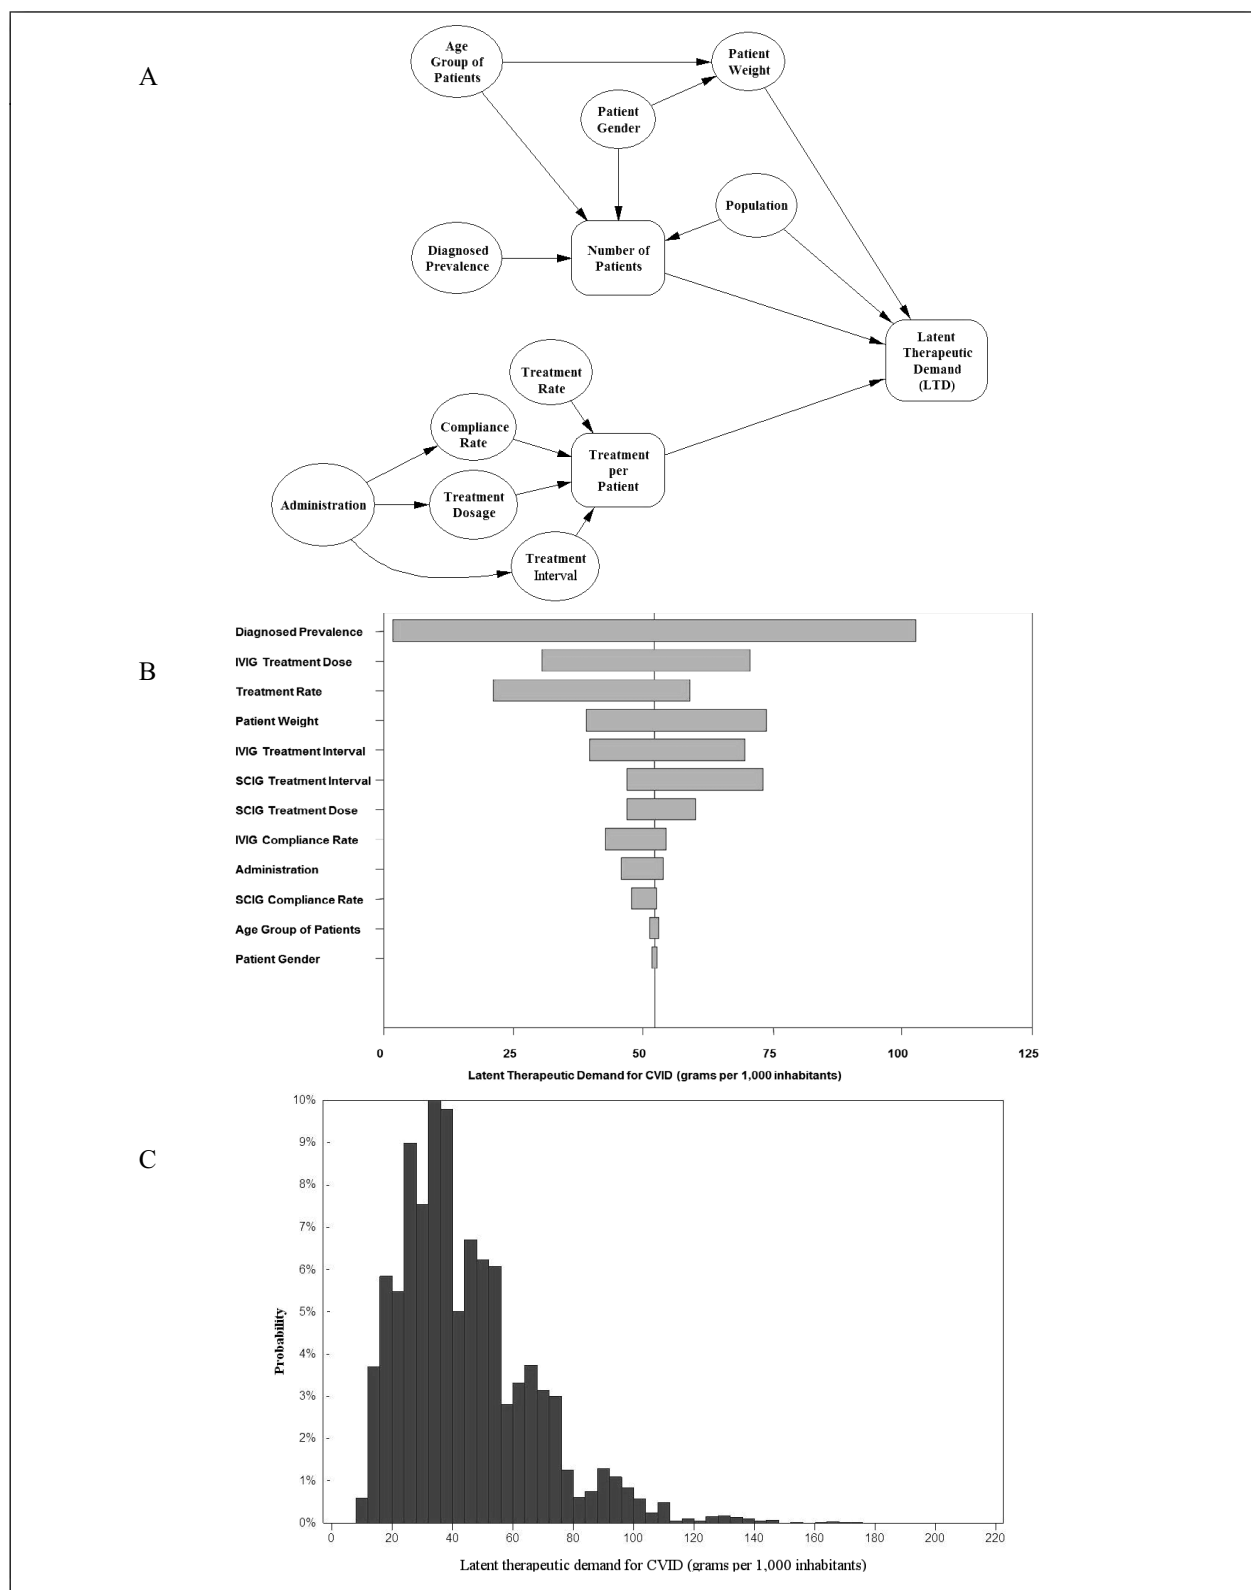 A
Age
Group of
Patients
Patient
Weight
Patient
Gender
Population
Diagnosed
Prevalence
Number of
Patients
Latent
Therapeutic
Demand
(LTD)
Treatment
Rate
Compliance
Rate
Treatment
per
Patient
Administration
Treatment
Dosage
Treatment
Interval
B
Diagnosed Prevalence
IVIG Treatment Dose
Treatment Rate
Patient Weight
IVIG Treatment Interval
SCIG Treatment Interval
SCIG Treatment Dose
IVIG Compliance Rate
Administration
SCIG Compliance Rate
Age Group of Patients
Patient Gender
0 25 50 75 100 125
Latent Therapeutic Demand for CVID (grams per 1,000 inhabitants)
C
10%
9%
8%
7%
6%
5%
4%
3%
2%
1%
0%
Probability
0 20 40 60 80 100 120 140 160 180 200 220
Latent therapeutic demand for CVID (grams per 1,000 inhabitants)